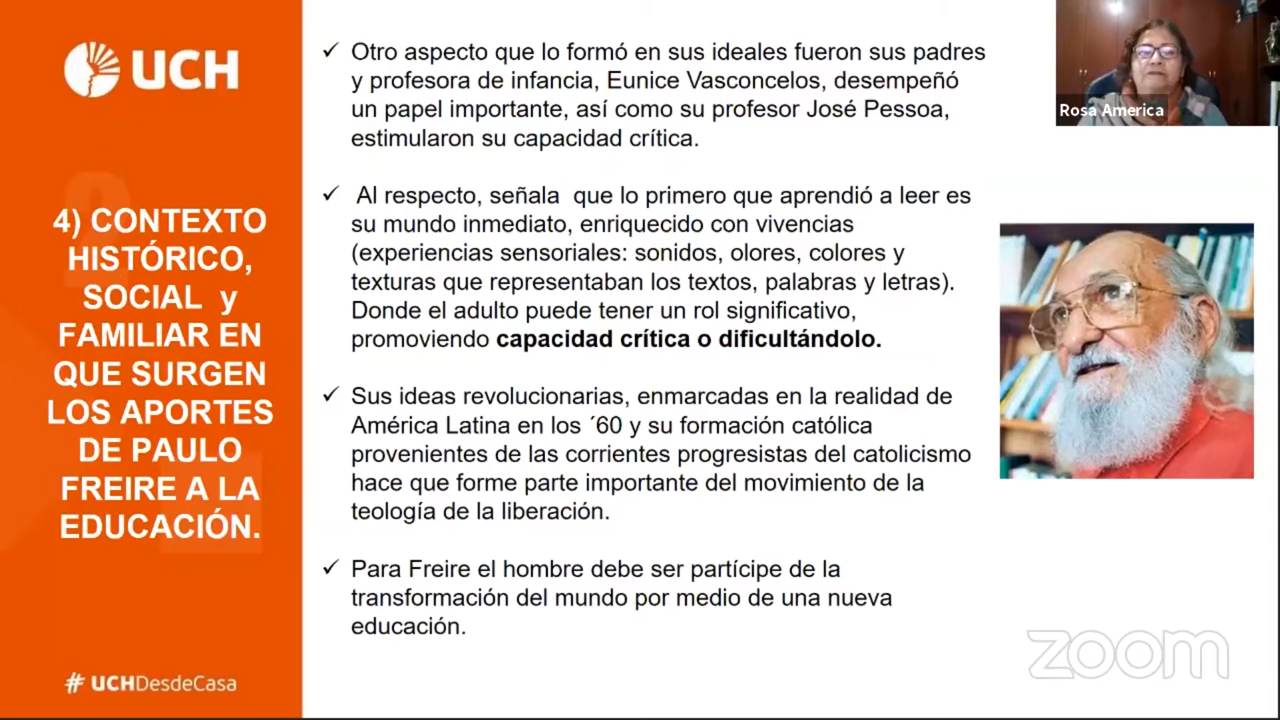 UCH
4) CONTEXTO
HISTÓRICO,
SOCIAL y
FAMILIAR EN
QUE SURGEN
LOS APORTES
DE PAULO
FREIRE A LA
EDUCACIÓN.
# UCHDesdeCasa
✓ Otro aspecto que lo formó en sus ideales fueron sus padres
y profesora de infancia, Eunice Vasconcelos, desempeñó
un papel importante, así como su profesor José Pessoa,
estimularon su capacidad crítica.
✓ Al respecto, señala que lo primero que aprendió a leer es
su mundo inmediato, enriquecido con vivencias
(experiencias sensoriales: sonidos, olores, colores y
texturas que representaban los textos, palabras y letras).
Donde el adulto puede tener un rol significativo,
promoviendo capacidad crítica o dificultándolo.
✓ Sus ideas revolucionarias, enmarcadas en la realidad de
América Latina en los ´60 y su formación católica
provenientes de las corrientes progresistas del catolicismo
hace que forme parte importante del movimiento de la
teología de la liberación.
✓ Para Freire el hombre debe ser partícipe de la
transformación del mundo por medio de una nueva
educación.
Rosa America
zoom